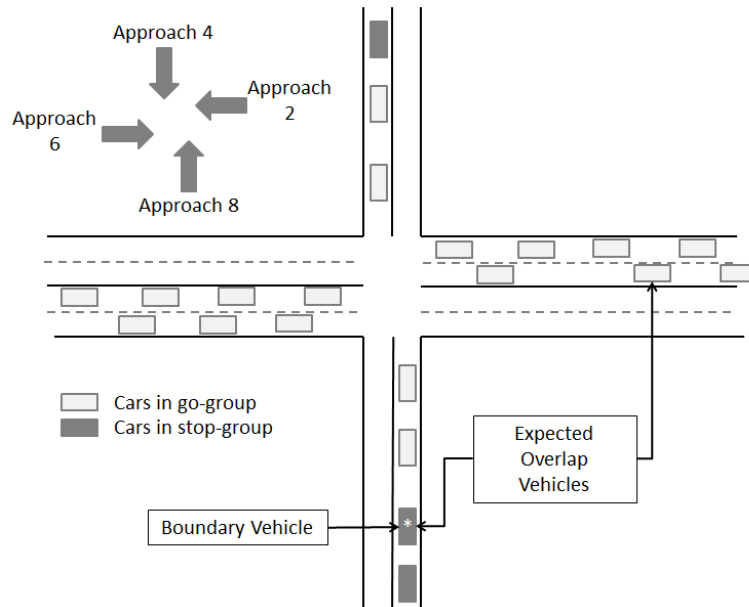 Approach 4
Approach
2
Approach
6
Approach 8
Cars in go-group
Cars in stop-group
Expected
Overlap
Vehicles
Boundary Vehicle
*